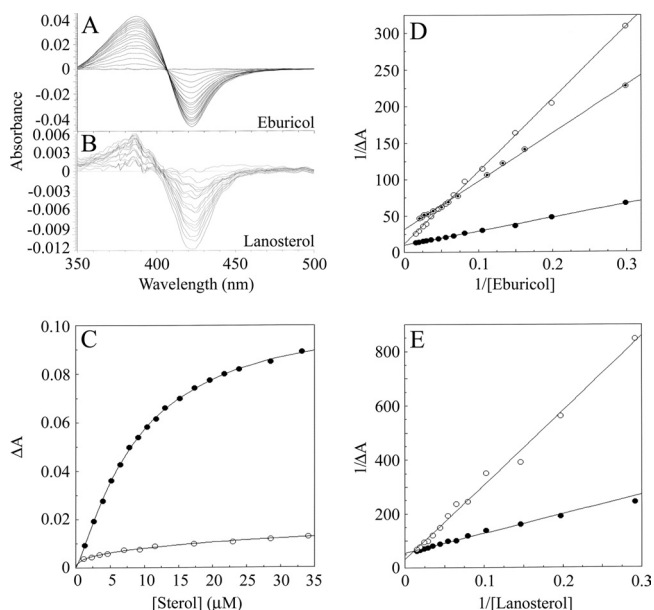 A
0.04
0.02
0
-0.02
-0.04
Eburicol
Absorbance
B
0.006
0.003
0
-0.003
-0.006
-0.009
-0.012
Lanosterol
350 400 450 500
Wavelength (nm)
D
300
250
200
150
100
50
0
1/ΔA
0 0.1 0.2 0.3
1/[Eburicol]
C
0.10
0.08
0.06
0.04
0.02
0
ΔA
0 5 10 15 20 25 30 35
[Sterol] (μM)
E
800
600
400
200
0
1/ΔA
0 0.1 0.2 0.3
1/[Lanosterol]